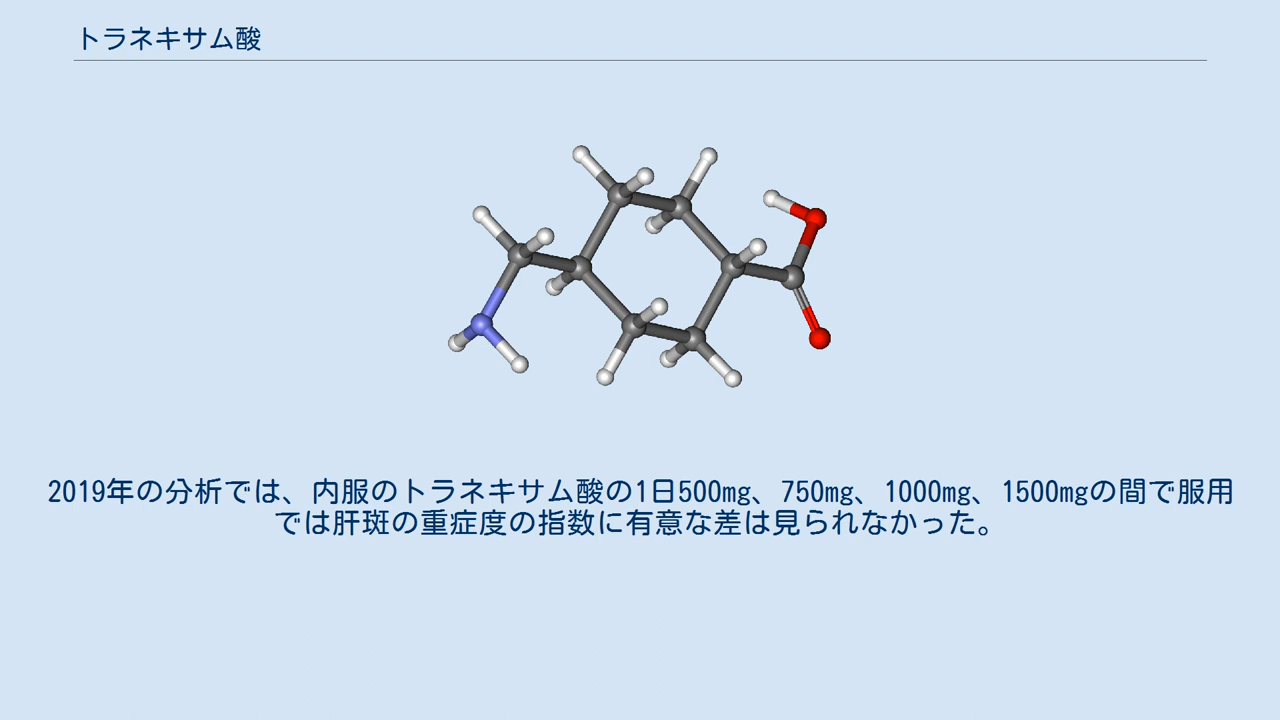 トラネキサム酸
2019年の分析では、内服のトラネキサム酸の1日500mg、750mg、1000mg、1500mgの間で服用
では肝斑の重症度の指数に有意な差は見られなかった。